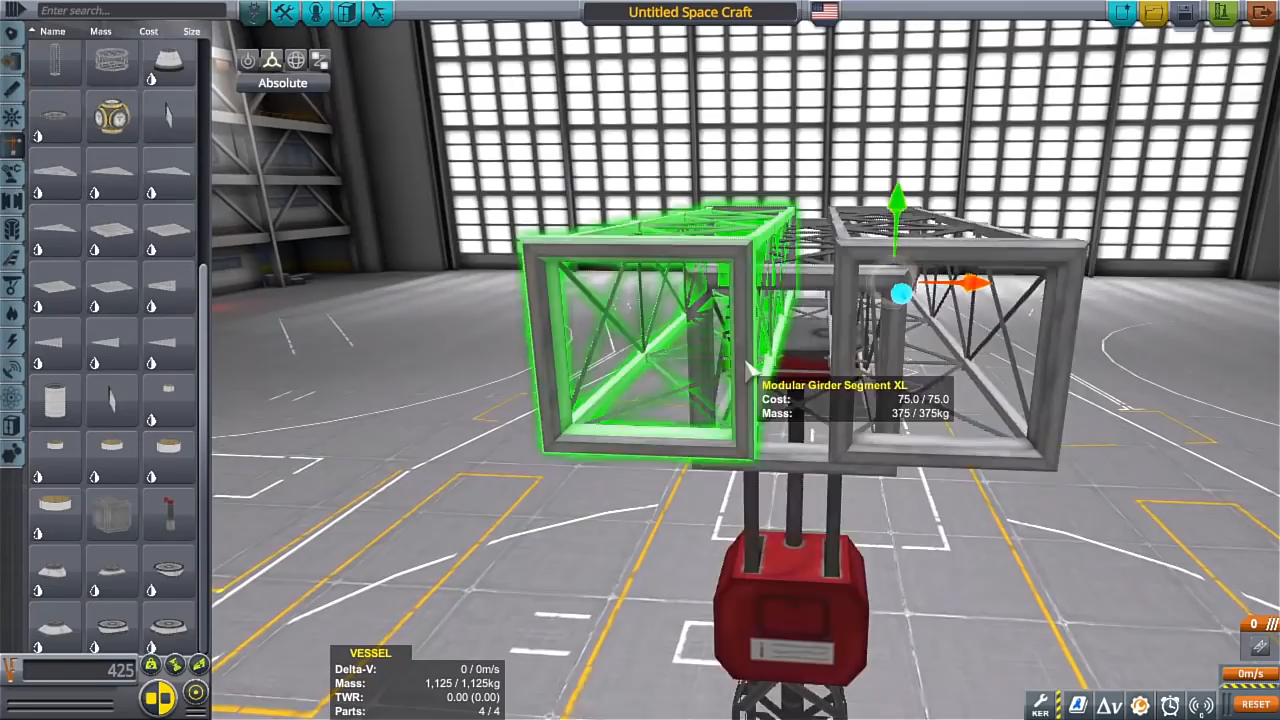 Enter search...
Untitled Space Craft
Name Mass Cost Size
Absolute
Modular Girder Segment XL
Cost: 75.0 / 75.0
Mass: 375 / 375kg
425
VESSEL
Delta-V: 0 / 0m/s
Mass: 1,125 / 1,125kg
TWR: 0.00 (0.00)
Parts: 4 / 4
0
0m/s
KER
Δv
RESET